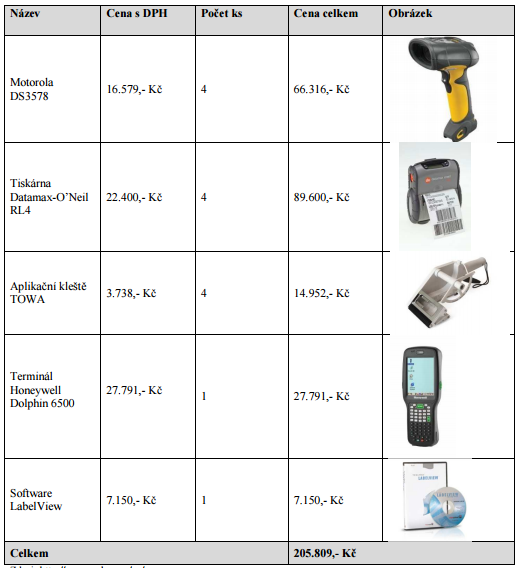 Název Cena s DPH Počet ks Cena celkem Obrázek
Motorola
DS3578 16.579,- Kč 4 66.316,- Kč
Tiskárna
Datamax-O'Neil
RL4 22.400,- Kč 4 89.600,- Kč
Aplikační kleště
TOWA 3.738,- Kč 4 14.952,- Kč
Terminál
Honeywell
Dolphin 6500 27.791,- Kč 1 27.791,- Kč
Software
LabelView 7.150,- Kč 1 7.150,- Kč
Celkem 205.809,- Kč